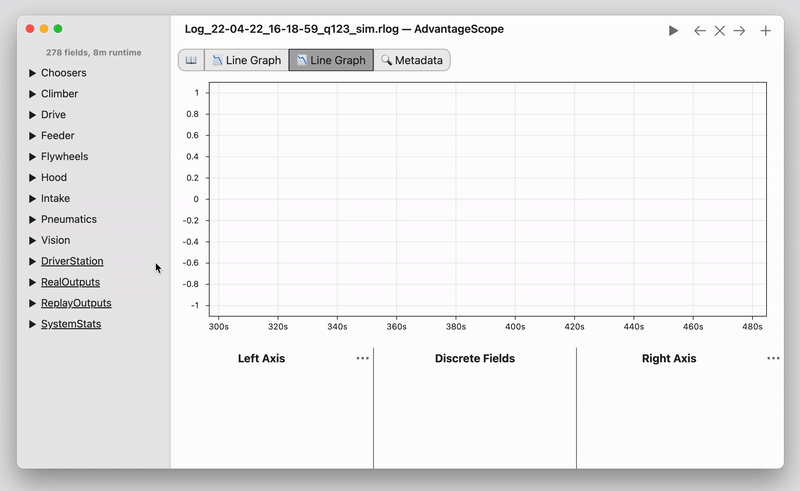 Log_22-04-22_16-18-59_q123_sim.rlog — AdvantageScope
278 fields, 8m runtime
Choosers
Climber
Drive
Feeder
Flywheels
Hood
Intake
Pneumatics
Vision
DriverStation
RealOutputs
ReplayOutputs
SystemStats
Line Graph Line Graph Metadata
1
0.8
0.6
0.4
0.2
0
-0.2
-0.4
-0.6
-0.8
-1
300s 320s 340s 360s 380s 400s 420s 440s 460s 480s
Left Axis Discrete Fields Right Axis